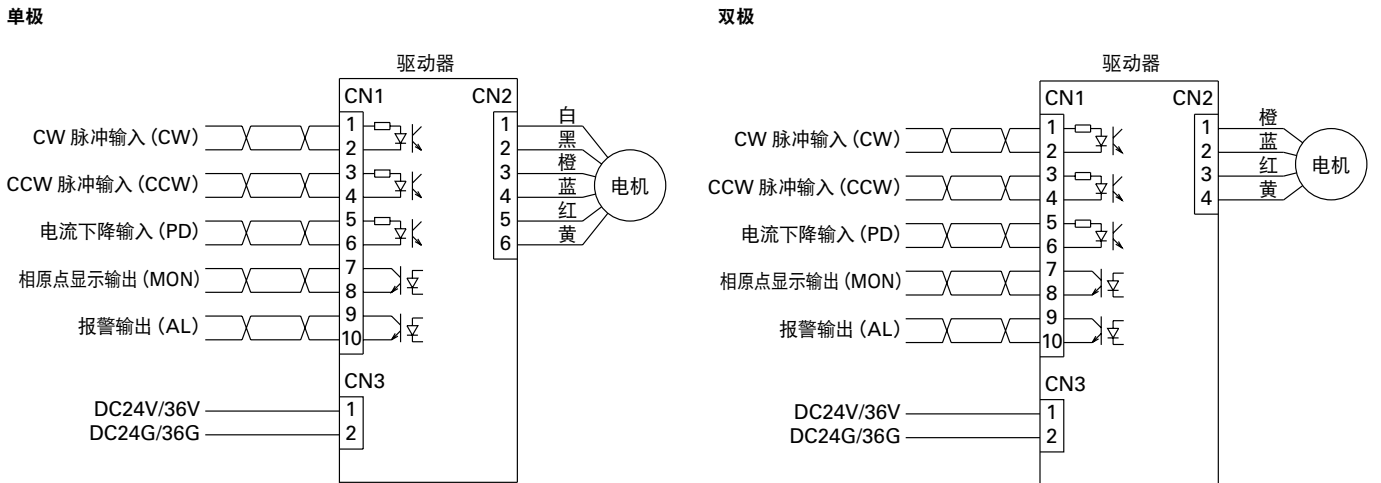 单极
驱动器
CN1
CN2
CW 脉冲输入 (CW)
1
2
CCW 脉冲输入 (CCW)
3
4
电流下降输入 (PD)
5
6
相原点显示输出 (MON)
7
8
报警输出 (AL)
9
10
1 白
2 黑
3 橙
4 蓝
5 红
6 黄
电机
CN3
DC24V/36V 1
DC24G/36G 2
双极
驱动器
CN1
CN2
CW 脉冲输入 (CW)
1
2
CCW 脉冲输入 (CCW)
3
4
电流下降输入 (PD)
5
6
相原点显示输出 (MON)
7
8
报警输出 (AL)
9
10
1 橙
2 蓝
3 红
4 黄
电机
CN3
DC24V/36V 1
DC24G/36G 2